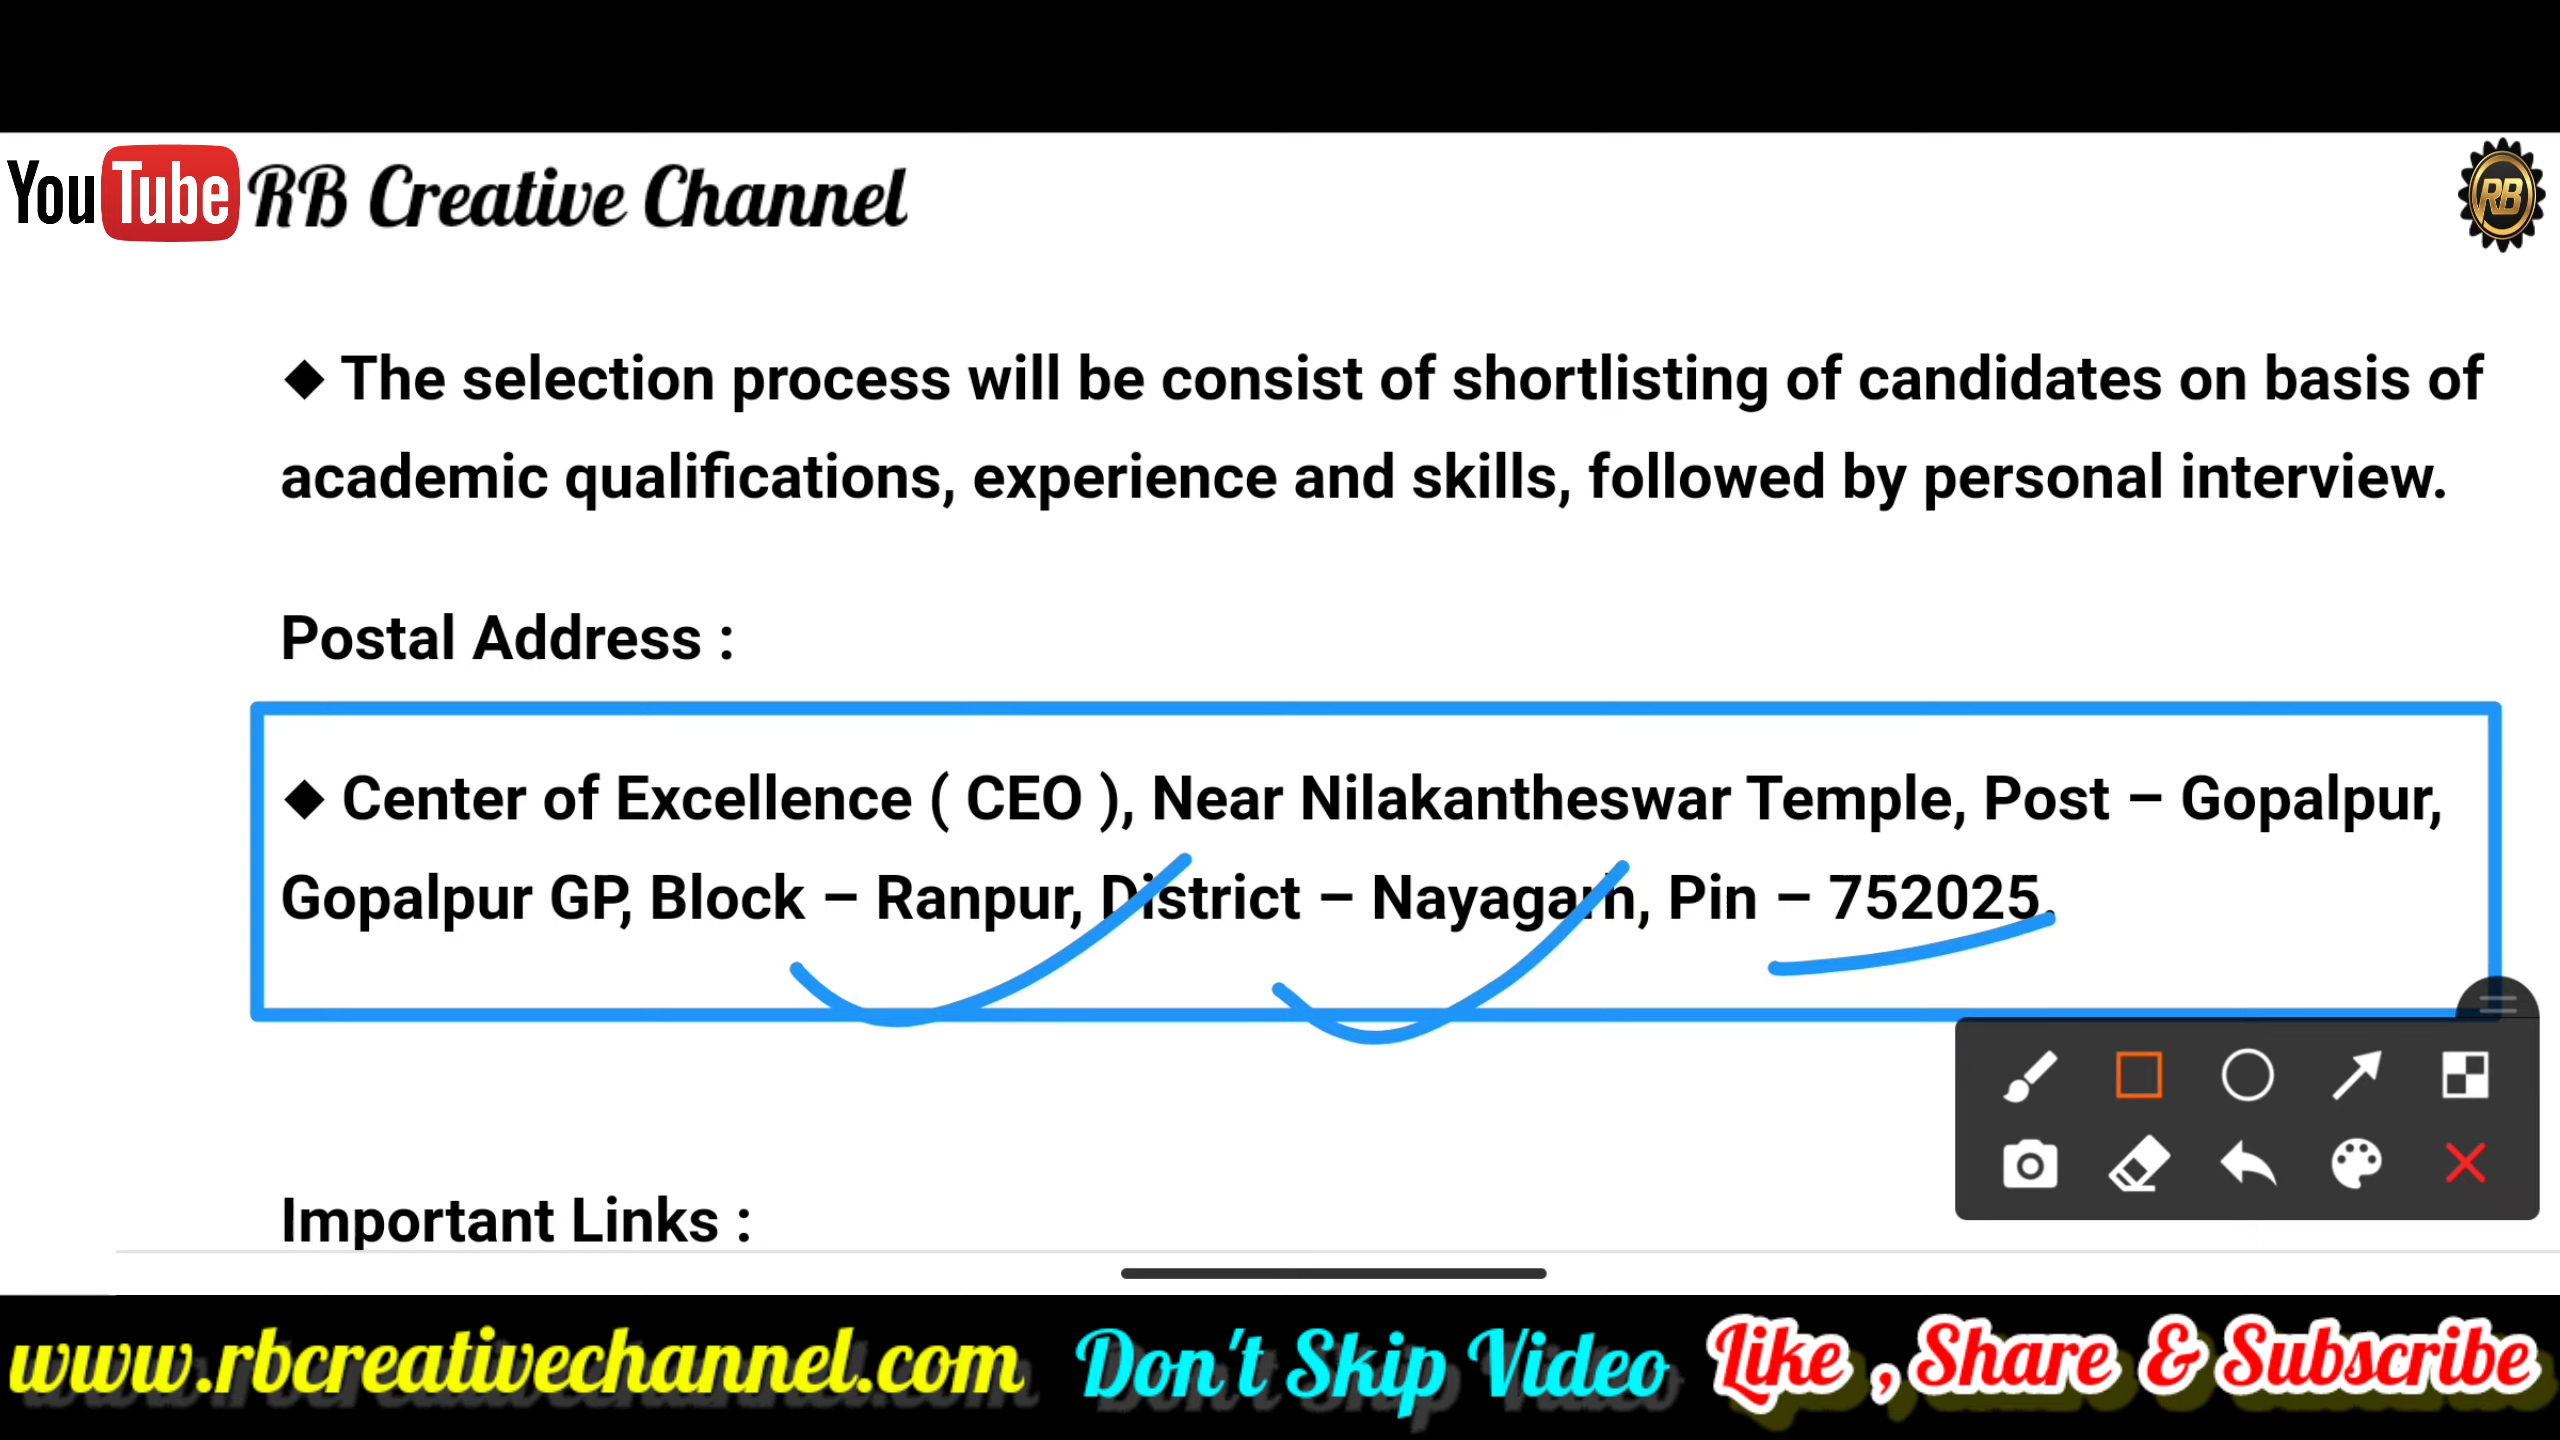 YouTube RB Creative Channel
RB
◆ The selection process will be consist of shortlisting of candidates on basis of
academic qualifications, experience and skills, followed by personal interview.
Postal Address :
◆ Center of Excellence ( CEO ), Near Nilakantheswar Temple, Post – Gopalpur,
Gopalpur GP, Block – Ranpur, District – Nayagarh, Pin – 752025.
Important Links :
www.rbcreativechannel.com Don't Skip Video Like , Share & Subscribe